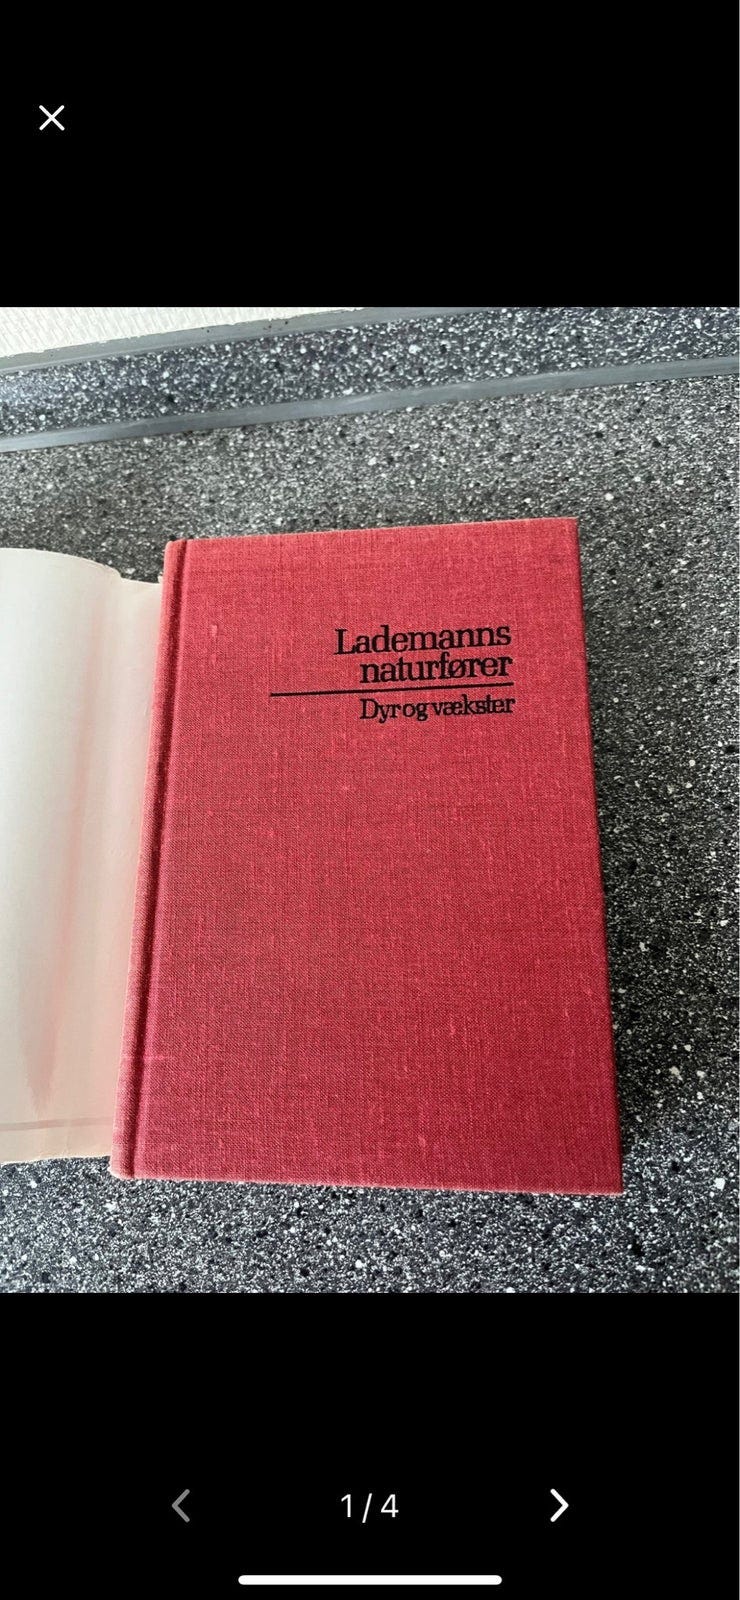 Lademanns
naturfører
Dyr og vækster
1 / 4